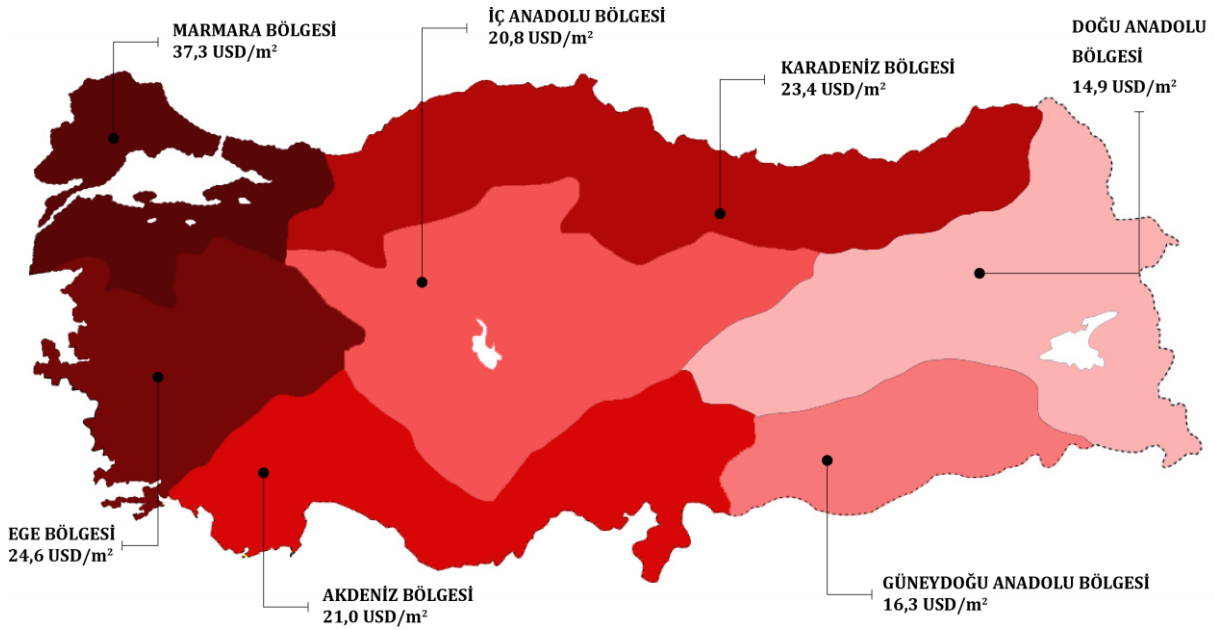 MARMARA BÖLGESİ
37,3 USD/m²
İÇ ANADOLU BÖLGESİ
20,8 USD/m²
KARADENİZ BÖLGESİ
23,4 USD/m²
DOĞU ANADOLU
BÖLGESİ
14,9 USD/m²
EGE BÖLGESİ
24,6 USD/m²
AKDENİZ BÖLGESİ
21,0 USD/m²
GÜNEYDOĞU ANADOLU BÖLGESİ
16,3 USD/m²